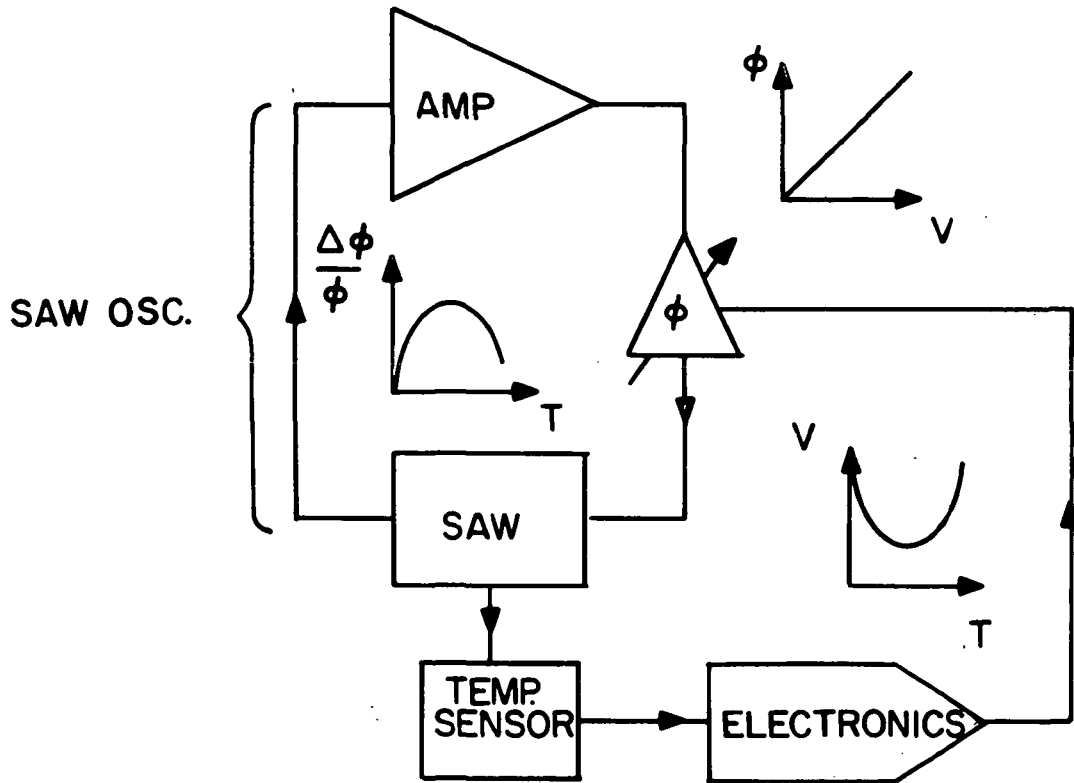 AMP
ϕ
V
Δϕ
ϕ
T
SAW OSC.
ϕ
SAW
V
T
TEMP.
SENSOR
ELECTRONICS